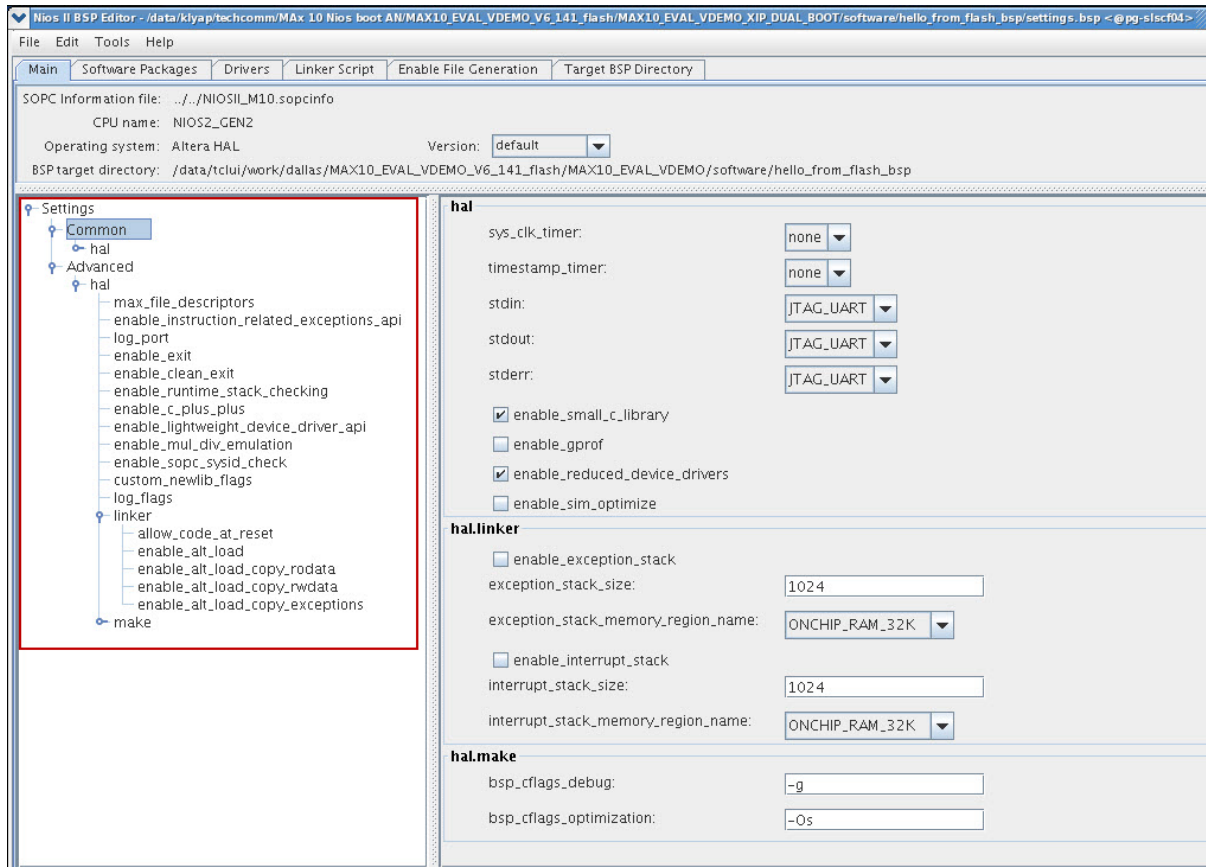 Nios II BSP Editor - /data/klyap/techcomm/MAx 10 Nios boot AN/MAX10_EVAL_VDEMO_V6_141_flash/MAX10_EVAL_VDEMO_XIP_DUAL_BOOT/software/hello_from_flash_bsp/settings.bsp <@pg-slscf04>
File Edit Tools Help
Main Software Packages Drivers Linker Script Enable File Generation Target BSP Directory
SOPC Information file: ../../NIOSII_M10.sopcinfo
CPU name: NIOS2_GEN2
Operating system: Altera HAL Version: default
BSP target directory: /data/tclui/work/dallas/MAX10_EVAL_VDEMO_V6_141_flash/MAX10_EVAL_VDEMO/software/hello_from_flash_bsp
Settings
Common
hal
Advanced
hal
max_file_descriptors
enable_instruction_related_exceptions_api
log_port
enable_exit
enable_clean_exit
enable_runtime_stack_checking
enable_c_plus_plus
enable_lightweight_device_driver_api
enable_mul_div_emulation
enable_sopc_sysid_check
custom_newlib_flags
log_flags
linker
allow_code_at_reset
enable_alt_load
enable_alt_load_copy_rodata
enable_alt_load_copy_rwdata
enable_alt_load_copy_exceptions
make
hal
sys_clk_timer: none
timestamp_timer: none
stdin: JTAG_UART
stdout: JTAG_UART
stderr: JTAG_UART
enable_small_c_library
enable_gprof
enable_reduced_device_drivers
enable_sim_optimize
hal.linker
enable_exception_stack
exception_stack_size: 1024
exception_stack_memory_region_name: ONCHIP_RAM_32K
enable_interrupt_stack
interrupt_stack_size: 1024
interrupt_stack_memory_region_name: ONCHIP_RAM_32K
hal.make
bsp_cflags_debug: -g
bsp_cflags_optimization: -Os